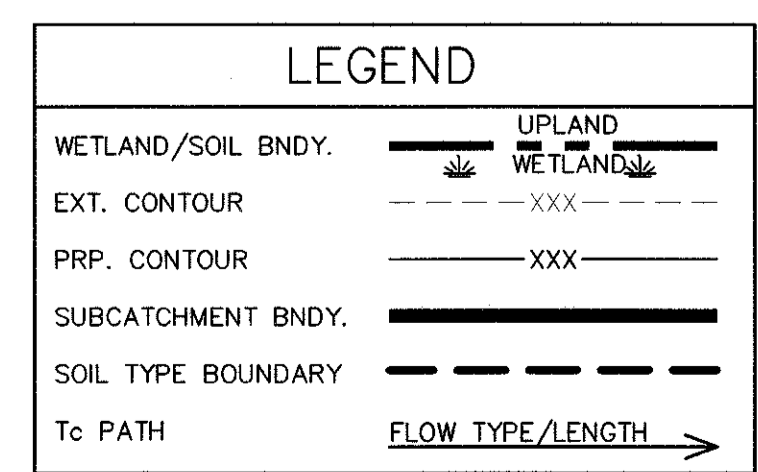 LEGEND
UPLAND
WETLAND/SOIL BNDY.
WETLAND
EXT. CONTOUR XXX
PRP. CONTOUR XXX
SUBCATCHMENT BNDY.
SOIL TYPE BOUNDARY
Tc PATH FLOW TYPE/LENGTH